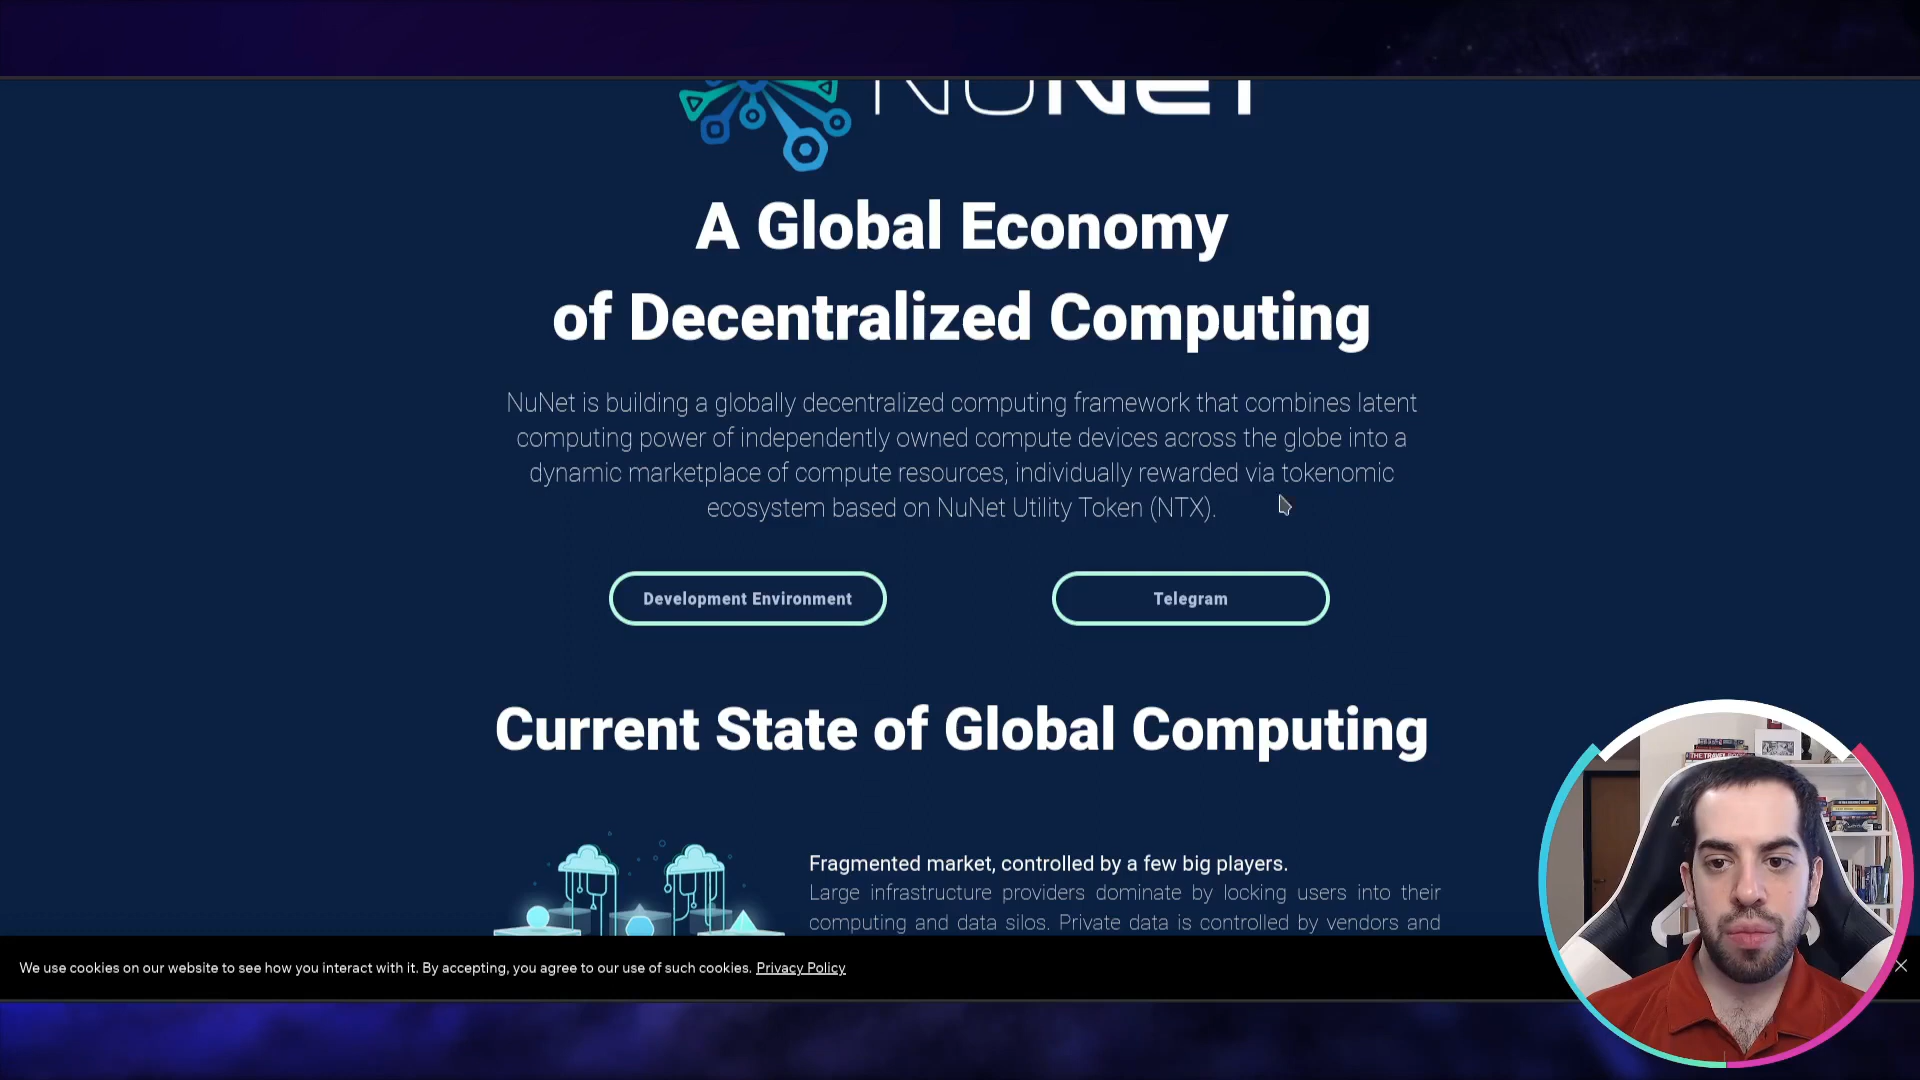 NUNET
A Global Economy
of Decentralized Computing
NuNet is building a globally decentralized computing framework that combines latent
computing power of independently owned compute devices across the globe into a
dynamic marketplace of compute resources, individually rewarded via tokenomic
ecosystem based on NuNet Utility Token (NTX).
Development Environment
Telegram
Current State of Global Computing
Fragmented market, controlled by a few big players.
Large infrastructure providers dominate by locking users into their
computing and data silos. Private data is controlled by vendors and
We use cookies on our website to see how you interact with it. By accepting, you agree to our use of such cookies. Privacy Policy